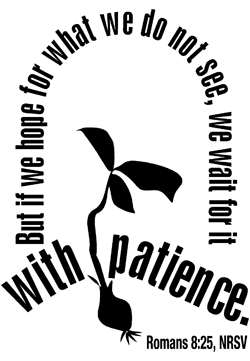 But if we hope for what we do not see, we wait for it
with patience.
Romans 8:25, NRSV